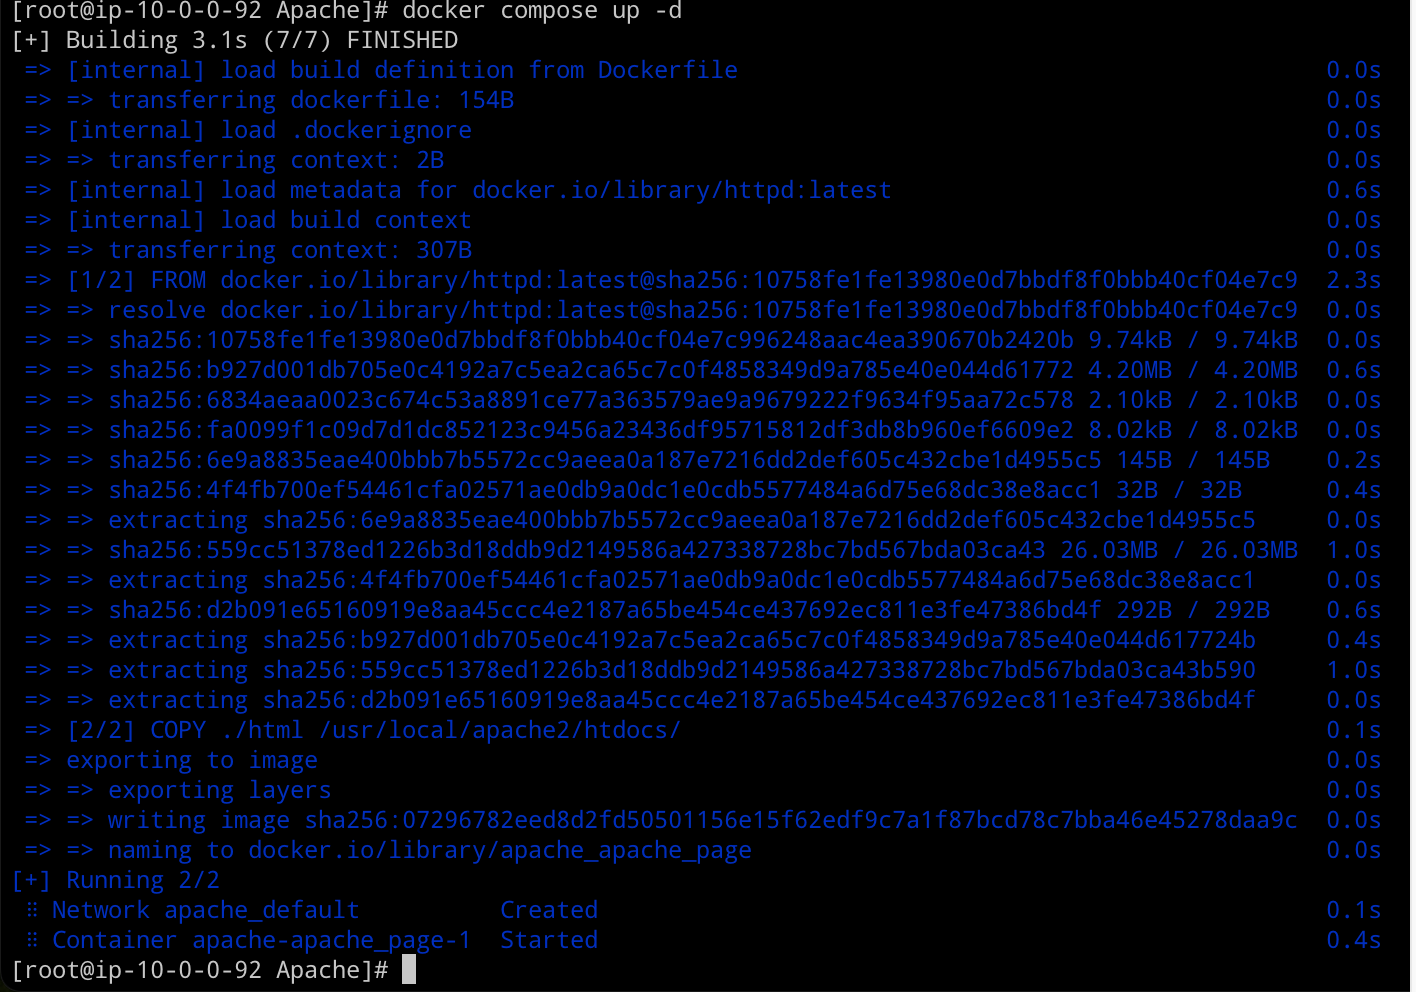 [root@ip-10-0-0-92 Apache]# docker compose up -d
[+] Building 3.1s (7/7) FINISHED
=> [internal] load build definition from Dockerfile 0.0s
=> => transferring dockerfile: 154B 0.0s
=> [internal] load .dockerignore 0.0s
=> => transferring context: 2B 0.0s
=> [internal] load metadata for docker.io/library/httpd:latest 0.6s
=> [internal] load build context 0.0s
=> => transferring context: 307B 0.0s
=> [1/2] FROM docker.io/library/httpd:latest@sha256:10758fe1fe13980e0d7bbdf8f0bbb40cf04e7c9 2.3s
=> => resolve docker.io/library/httpd:latest@sha256:10758fe1fe13980e0d7bbdf8f0bbb40cf04e7c9 0.0s
=> => sha256:10758fe1fe13980e0d7bbdf8f0bbb40cf04e7c996248aac4ea390670b2420b 9.74kB / 9.74kB 0.0s
=> => sha256:b927d001db705e0c4192a7c5ea2ca65c7c0f4858349d9a785e40e044d61772 4.20MB / 4.20MB 0.6s
=> => sha256:6834aeaa0023c674c53a8891ce77a363579ae9a9679222f9634f95aa72c578 2.10kB / 2.10kB 0.0s
=> => sha256:fa0099f1c09d7d1dc852123c9456a23436df95715812df3db8b960ef6609e2 8.02kB / 8.02kB 0.0s
=> => sha256:6e9a8835eae400bbb7b5572cc9aeea0a187e7216dd2def605c432cbe1d4955c5 145B / 145B 0.2s
=> => sha256:4f4fb700ef54461cfa02571ae0db9a0dc1e0cdb5577484a6d75e68dc38e8acc1 32B / 32B 0.4s
=> => extracting sha256:6e9a8835eae400bbb7b5572cc9aeea0a187e7216dd2def605c432cbe1d4955c5 0.0s
=> => sha256:559cc51378ed1226b3d18ddb9d2149586a427338728bc7bd567bda03ca43 26.03MB / 26.03MB 1.0s
=> => extracting sha256:4f4fb700ef54461cfa02571ae0db9a0dc1e0cdb5577484a6d75e68dc38e8acc1 0.0s
=> => sha256:d2b091e65160919e8aa45ccc4e2187a65be454ce437692ec811e3fe47386bd4f 292B / 292B 0.6s
=> => extracting sha256:b927d001db705e0c4192a7c5ea2ca65c7c0f4858349d9a785e40e044d617724b 0.4s
=> => extracting sha256:559cc51378ed1226b3d18ddb9d2149586a427338728bc7bd567bda03ca43b590 1.0s
=> => extracting sha256:d2b091e65160919e8aa45ccc4e2187a65be454ce437692ec811e3fe47386bd4f 0.0s
=> [2/2] COPY ./html /usr/local/apache2/htdocs/ 0.1s
=> exporting to image 0.0s
=> => exporting layers 0.0s
=> => writing image sha256:07296782eed8d2fd50501156e15f62edf9c7a1f87bcd78c7bba46e45278daa9c 0.0s
=> => naming to docker.io/library/apache_apache_page 0.0s
[+] Running 2/2
⠿ Network apache_default Created 0.1s
⠿ Container apache-apache_page-1 Started 0.4s
[root@ip-10-0-0-92 Apache]#